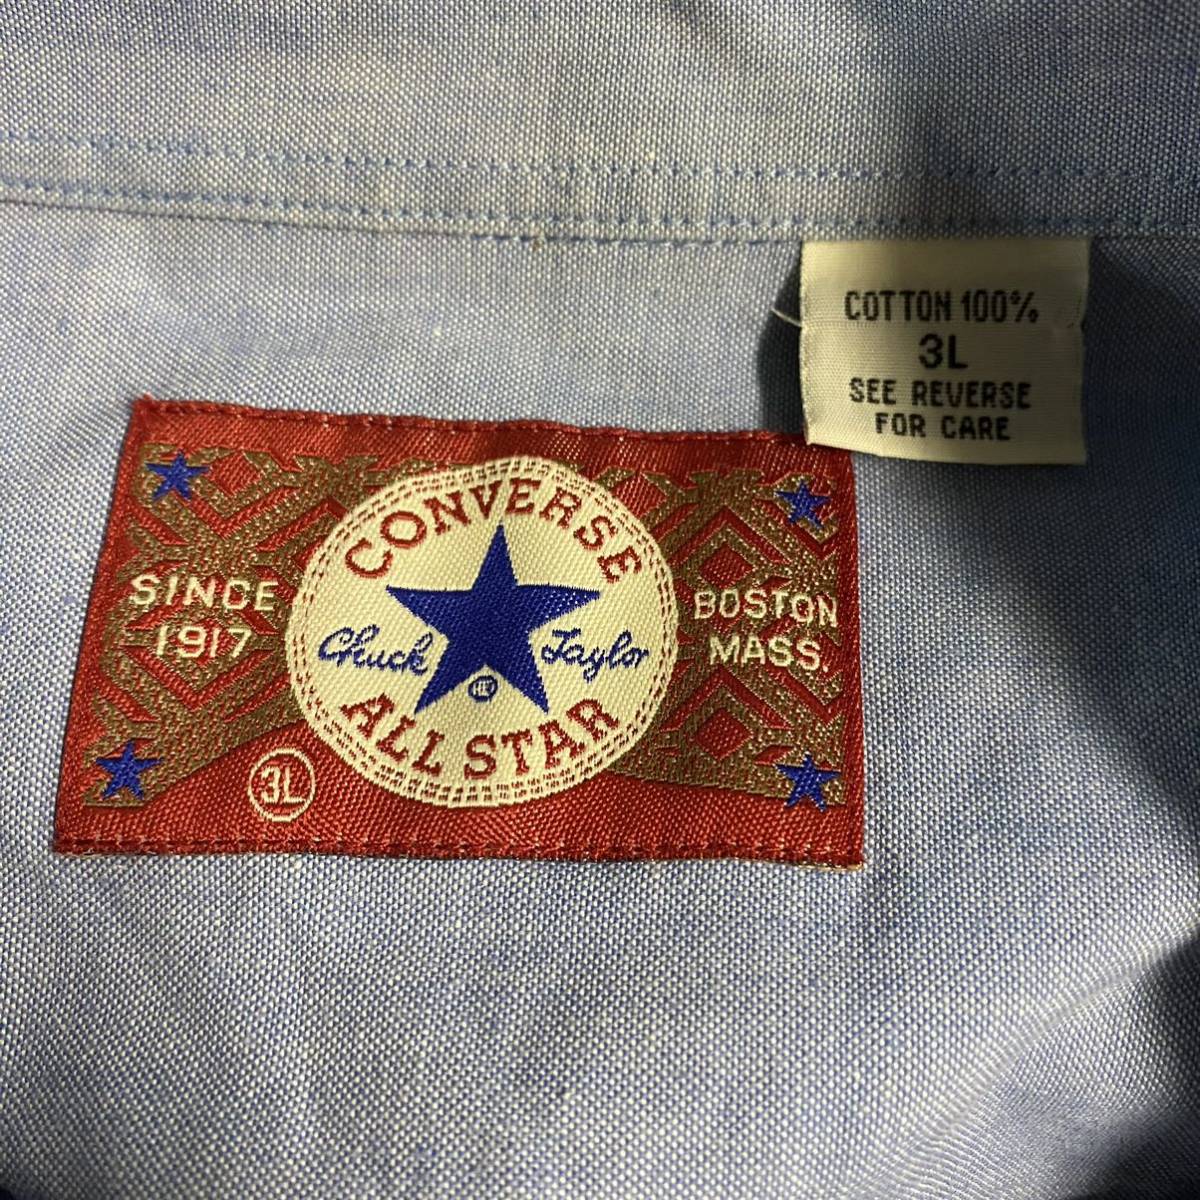 COTTON 100%
3L
SEE REVERSE
FOR CARE
CONVERSE
SINCE
1917
Chuck Taylor
BOSTON
MASS.
ALL STAR
3L